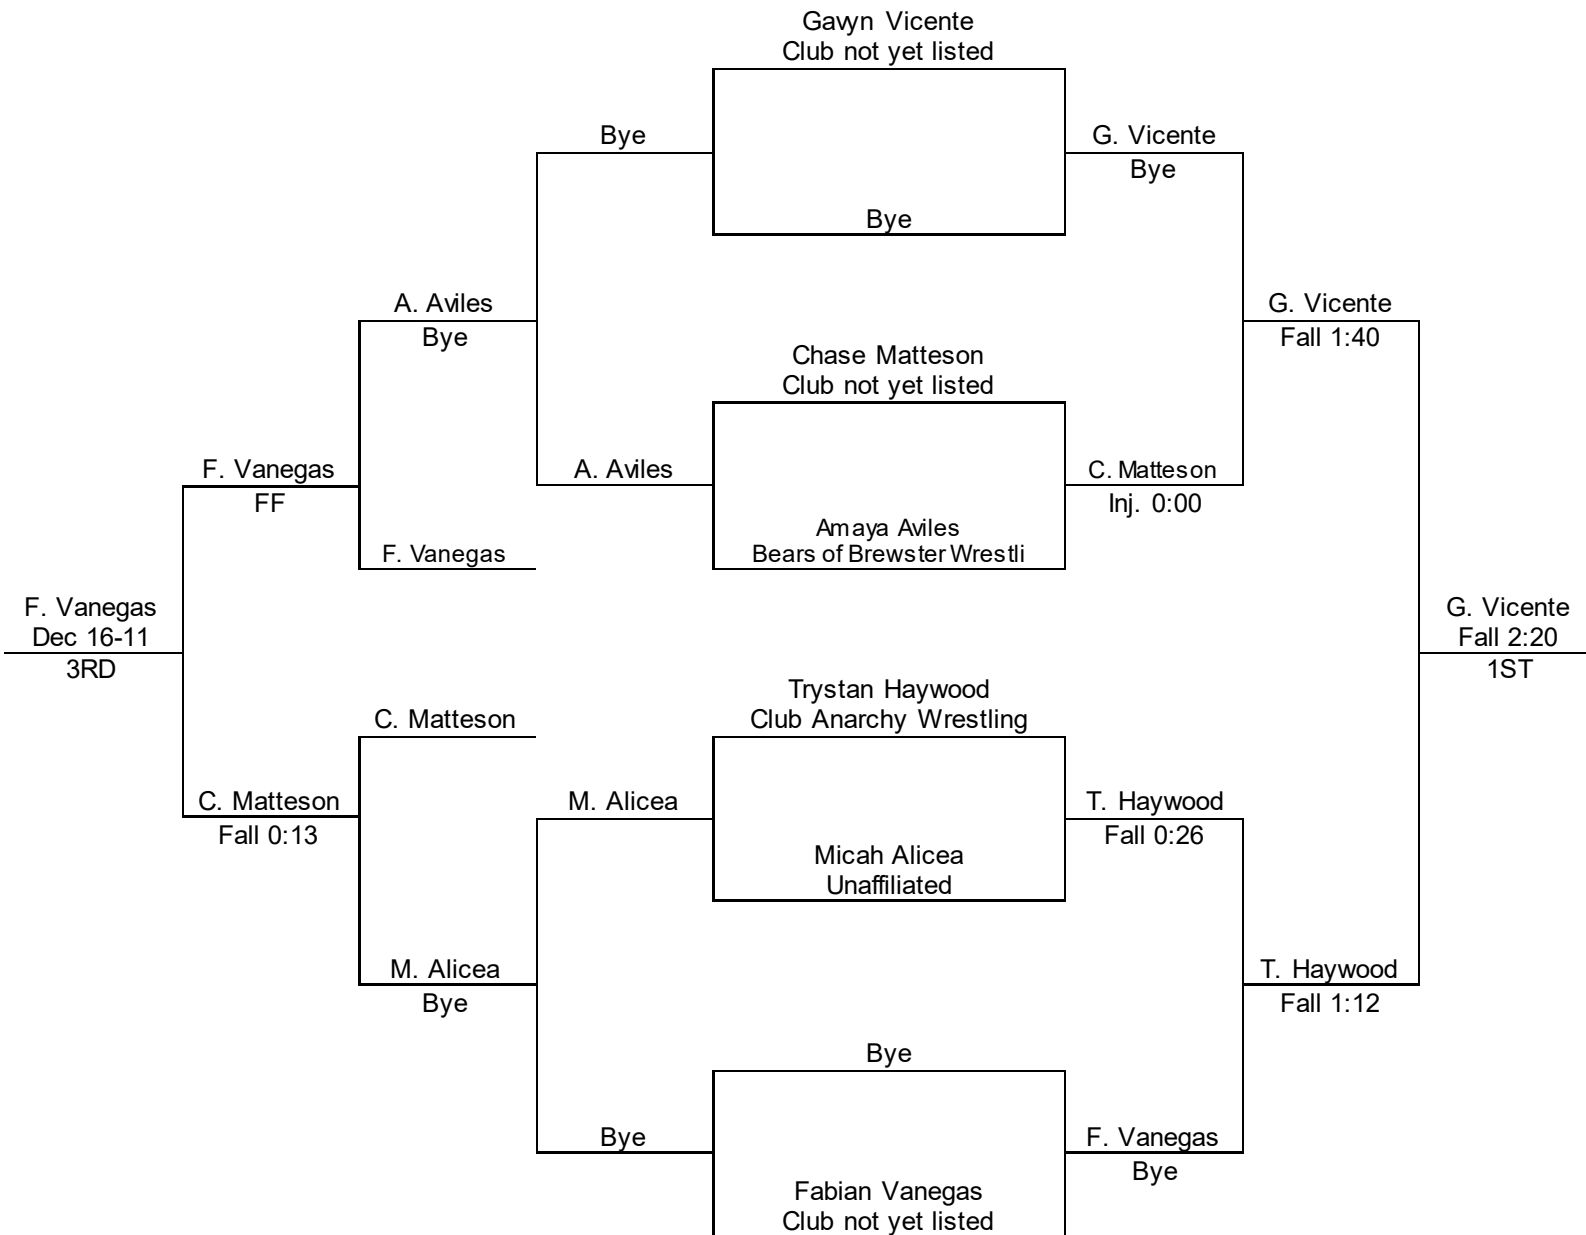 Gavyn Vicente
Club not yet listed
Bye
G. Vicente
Bye
Bye
A. Aviles
Bye
G. Vicente
Fall 1:40
Chase Matteson
Club not yet listed
F. Vanegas
FF
A. Aviles
C. Matteson
Inj. 0:00
Amaya Aviles
Bears of Brewster Wrestli
F. Vanegas
F. Vanegas
Dec 16-11
3RD
G. Vicente
Fall 2:20
1ST
Trystan Haywood
Club Anarchy Wrestling
C. Matteson
C. Matteson
Fall 0:13
M. Alicea
T. Haywood
Fall 0:26
Micah Alicea
Unaffiliated
M. Alicea
Bye
T. Haywood
Fall 1:12
Bye
Bye
F. Vanegas
Bye
Fabian Vanegas
Club not yet listed